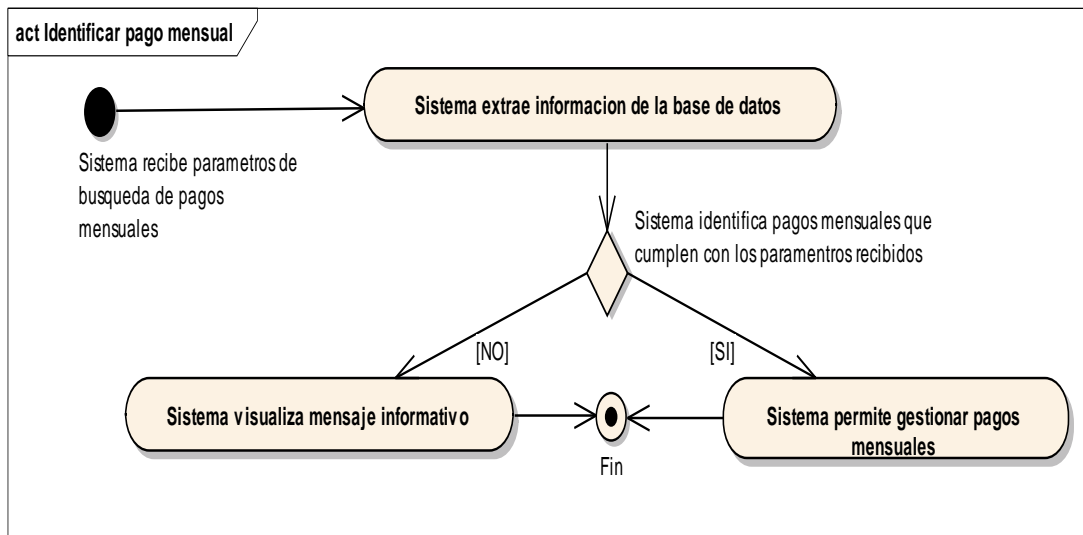 act Identificar pago mensual
Sistema extrae informacion de la base de datos
Sistema recibe parametros de
busqueda de pagos
mensuales
Sistema identifica pagos mensuales que
cumplen con los paramentros recibidos
[NO]
[SI]
Sistema visualiza mensaje informativo
Sistema permite gestionar pagos
mensuales
Fin